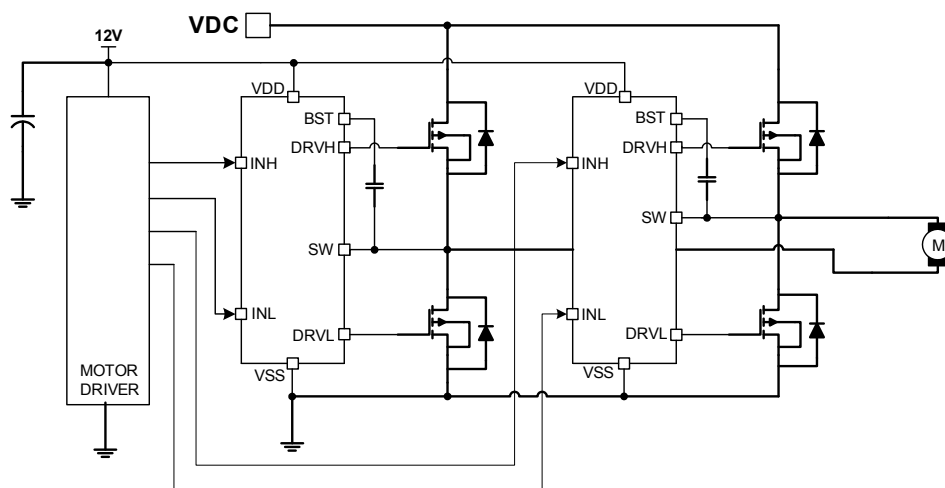 VDC
12V
VDD
VDD
BST
BST
DRVH
DRVH
INH
INH
SW
SW
INL
INL
DRVL
DRVL
VSS
VSS
MOTOR
DRIVER
M